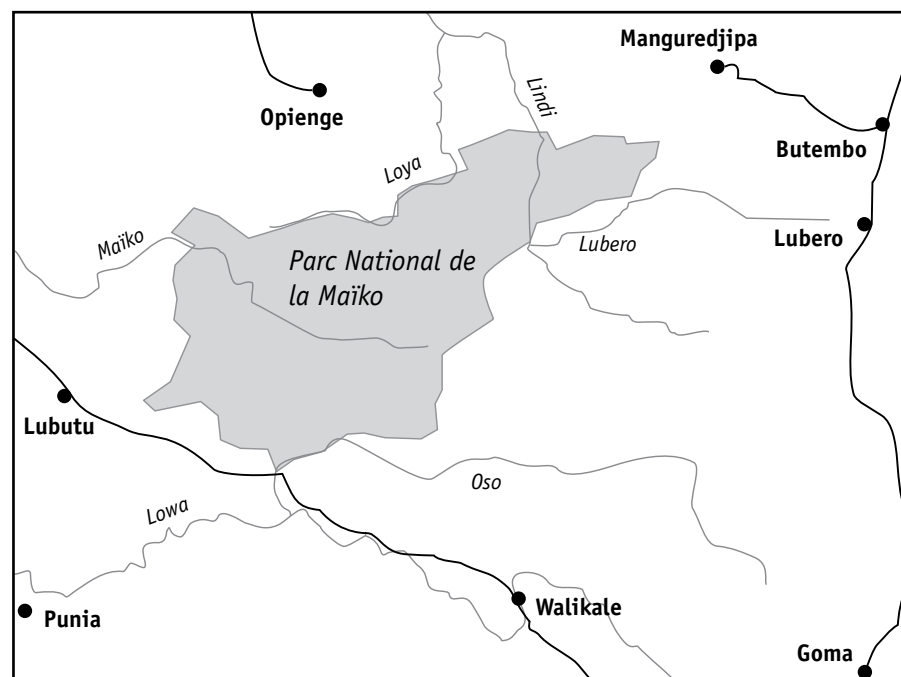 Manguredjipa
Lindi
Opienge
Butembo
Loya
Maïko
Lubero
Lubero
Parc National de
la Maïko
Lubutu
Oso
Lowa
Walikale
Punia
Goma